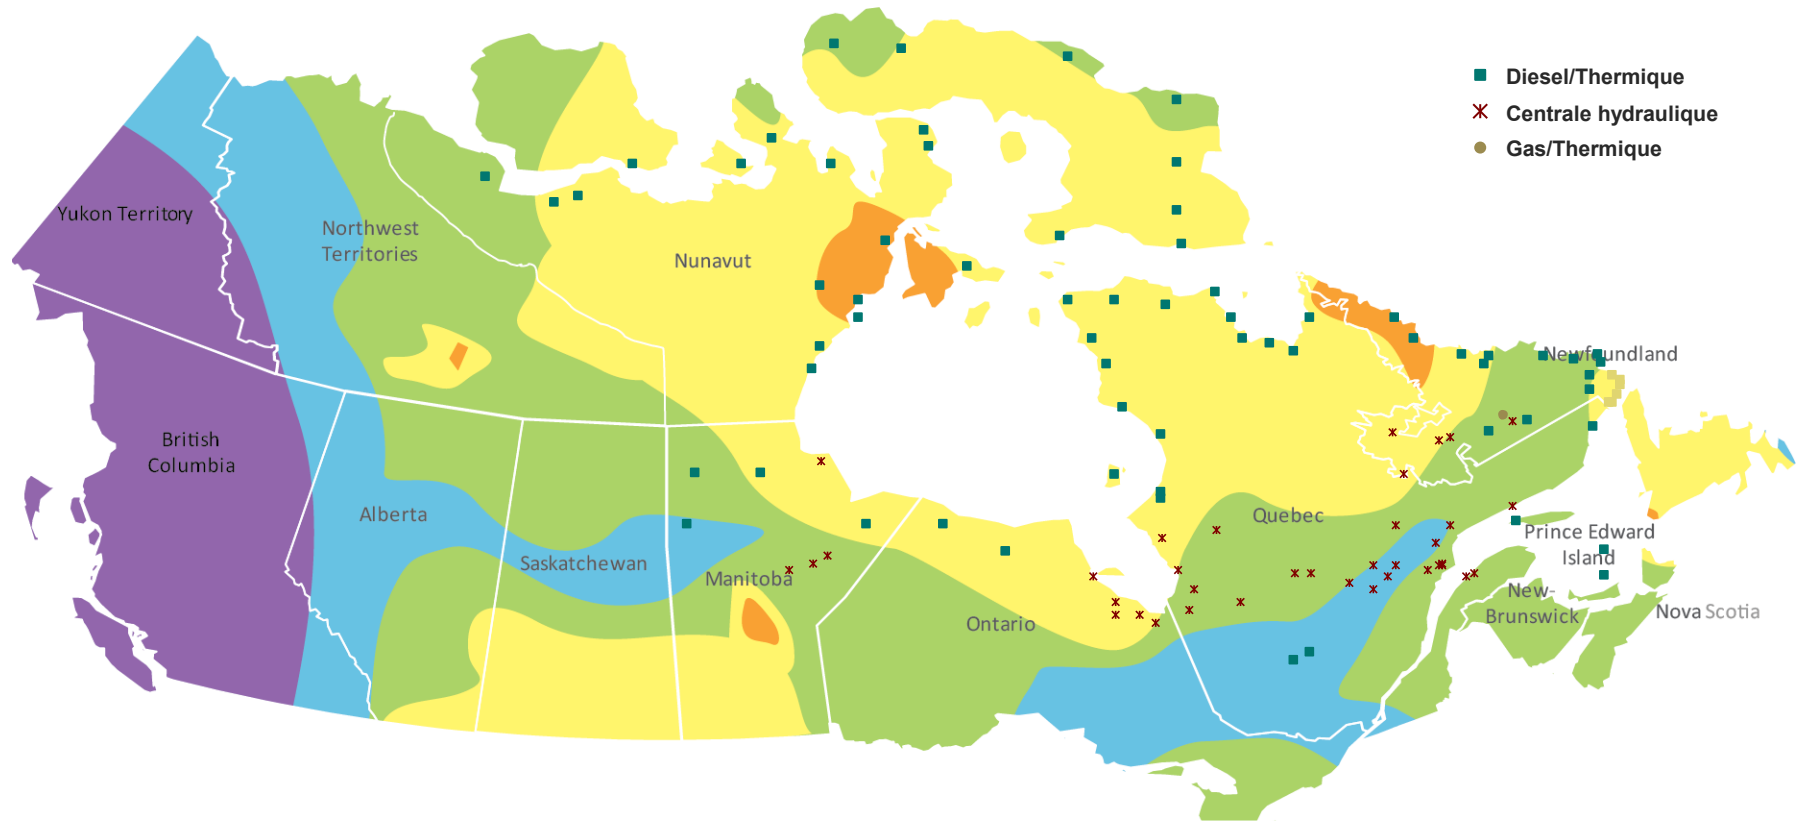 Diesel/Thermique
Centrale hydraulique
Gas/Thermique
Yukon Territory
Northwest
Territories
Nunavut
Newfoundland
British
Columbia
Alberta
Saskatchewan
Manitoba
Ontario
Quebec
Prince Edward
Island
New-
Brunswick
Nova Scotia